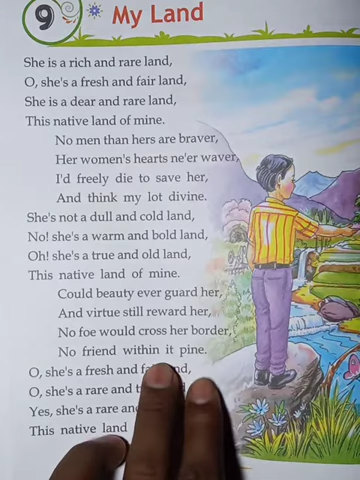 9 My Land
She is a rich and rare land,
O, she's a fresh and fair land,
She is a dear and rare land,
This native land of mine.
No men than hers are braver,
Her women's hearts ne'er waver,
I'd freely die to save her,
And think my lot divine.
She's not a dull and cold land,
No! she's a warm and bold land,
Oh! she's a true and old land,
This native land of mine.
Could beauty ever guard her,
And virtue still reward her,
No foe would cross her border,
No friend within it pine.
O, she's a fresh and
O, she's a rare and
Yes, she's a rare
This native land